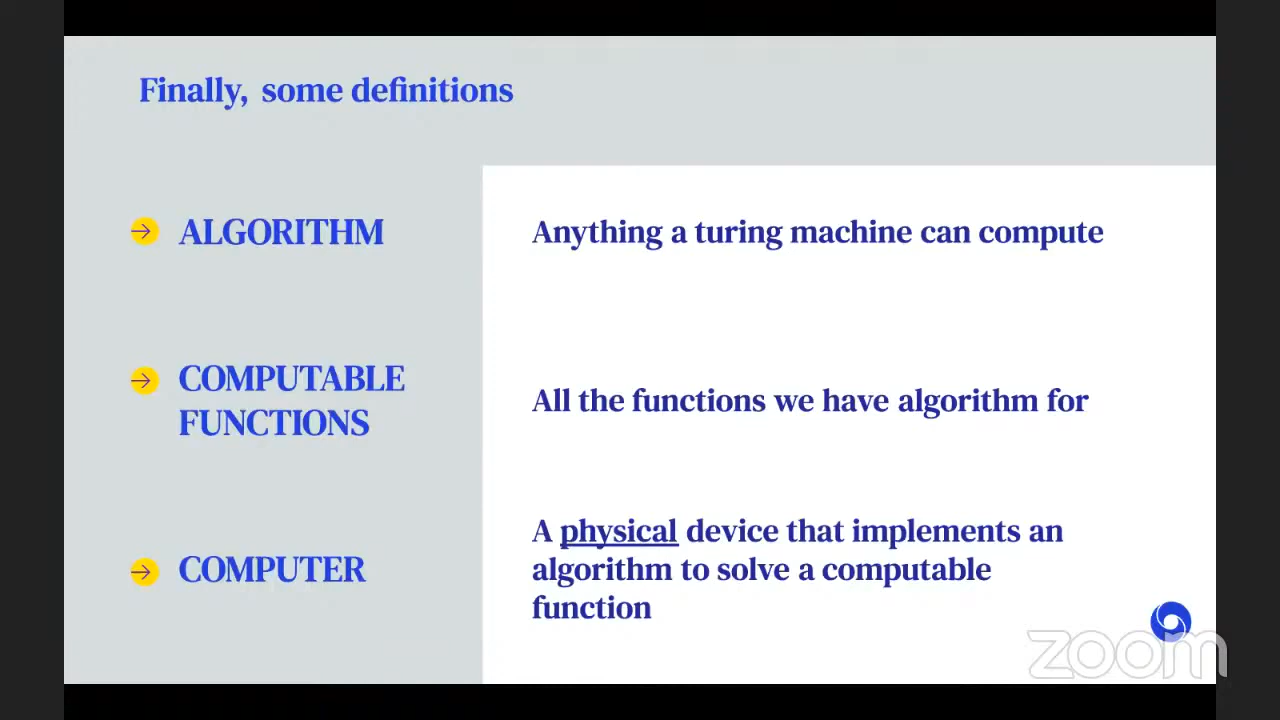 Finally, some definitions
ALGORITHM
Anything a turing machine can compute
COMPUTABLE
FUNCTIONS
All the functions we have algorithm for
COMPUTER
A physical device that implements an
algorithm to solve a computable
function
zoom